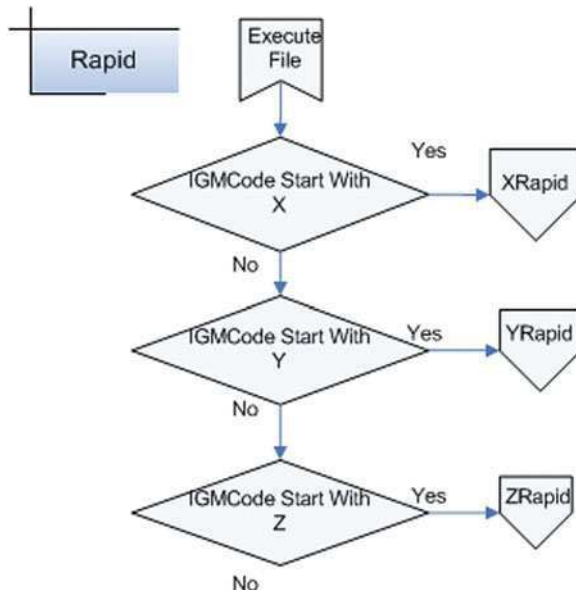 Rapid
Execute
File
IGMCode Start With
X
Yes
XRapid
No
IGMCode Start With
Y
Yes
YRapid
No
IGMCode Start With
Z
Yes
ZRapid
No